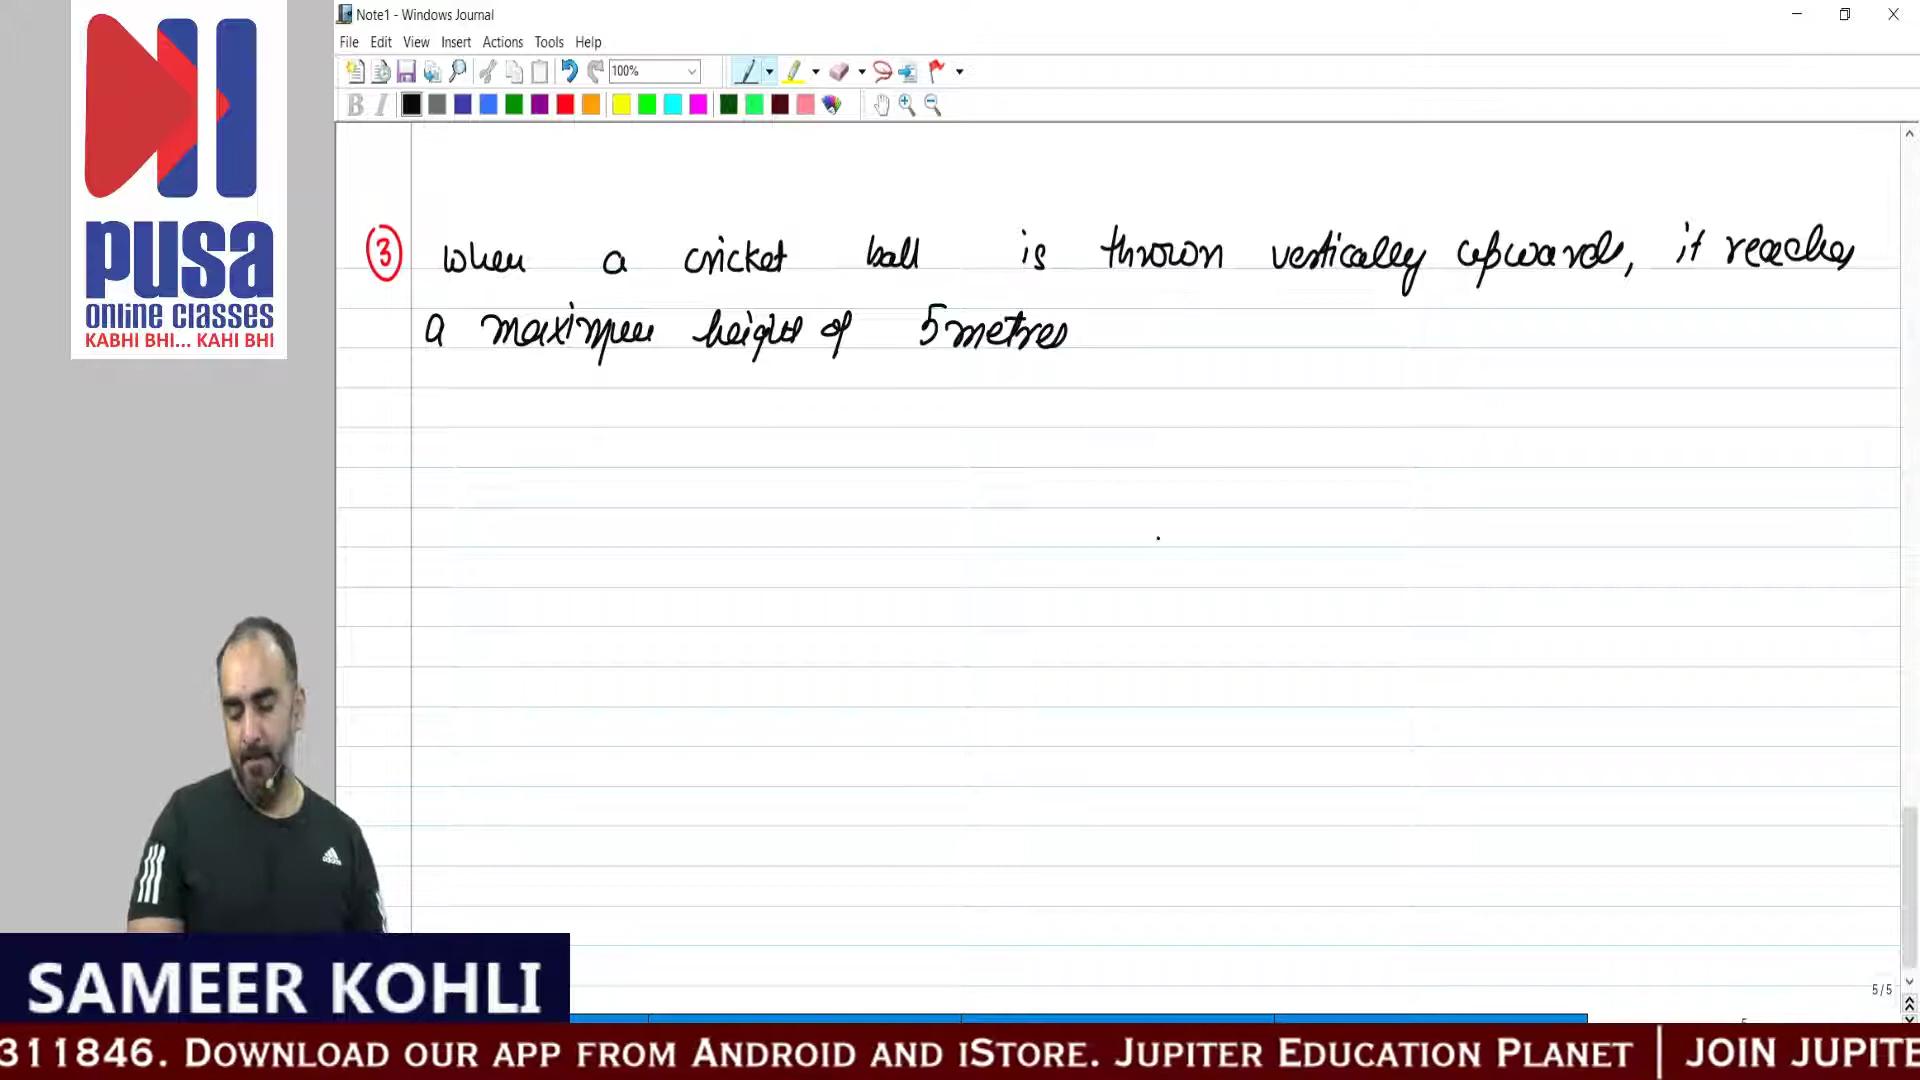 Note1 - Windows Journal
File Edit View Insert Actions Tools Help
100%
B I
PUSA
ONLINE CLASSES
KABHI BHI... KAHI BHI
3 When a cricket ball is thrown vertically upwards, it reaches
a maximum height of 5 metres
adidas
SAMEER KOHLI
5 / 5
311846. DOWNLOAD OUR APP FROM ANDROID AND iSTORE. JUPITER EDUCATION PLANET | JOIN JUPITE